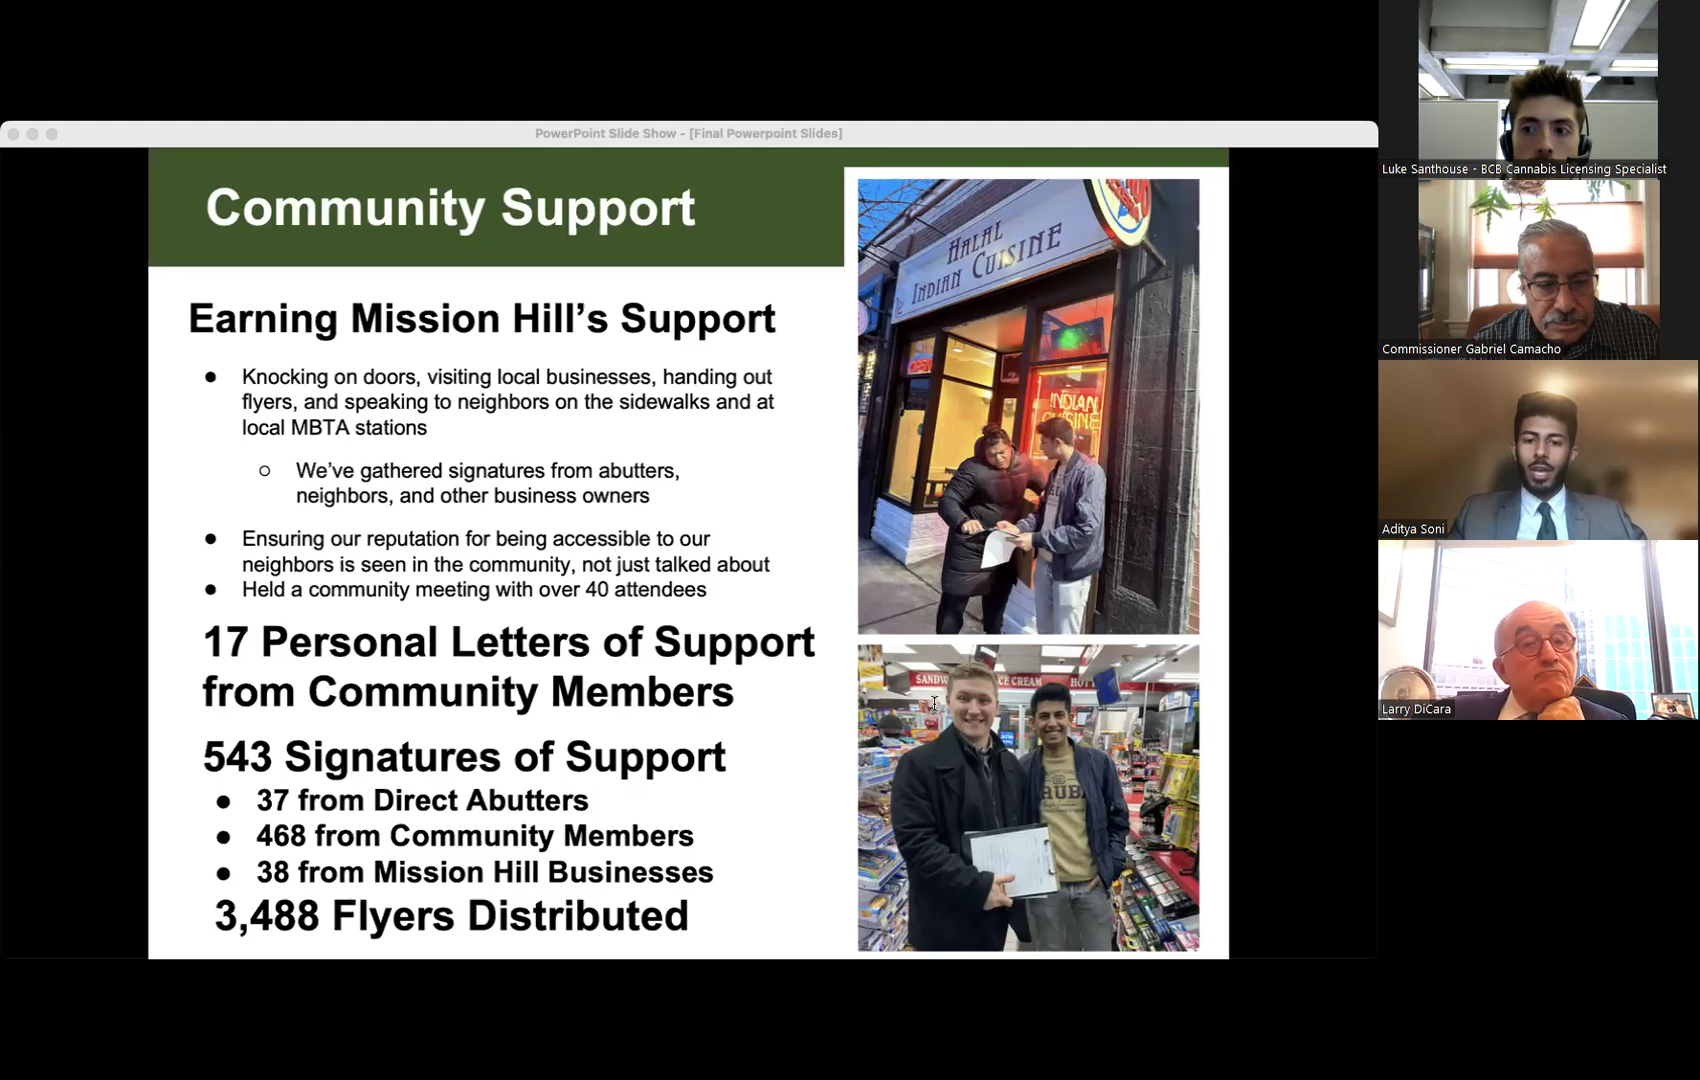 PowerPoint Slide Show - [Final Powerpoint Slides]
Community Support
Earning Mission Hill’s Support
● Knocking on doors, visiting local businesses, handing out
flyers, and speaking to neighbors on the sidewalks and at
local MBTA stations
○ We’ve gathered signatures from abutters,
neighbors, and other business owners
● Ensuring our reputation for being accessible to our
neighbors is seen in the community, not just talked about
● Held a community meeting with over 40 attendees
17 Personal Letters of Support
from Community Members
543 Signatures of Support
● 37 from Direct Abutters
● 468 from Community Members
● 38 from Mission Hill Businesses
3,488 Flyers Distributed
HALAL
INDIAN CUISINE
INDIAN
CUISINE
Luke Santhouse - BCB Cannabis Licensing Specialist
Commissioner Gabriel Camacho
Aditya Soni
Larry DiCara